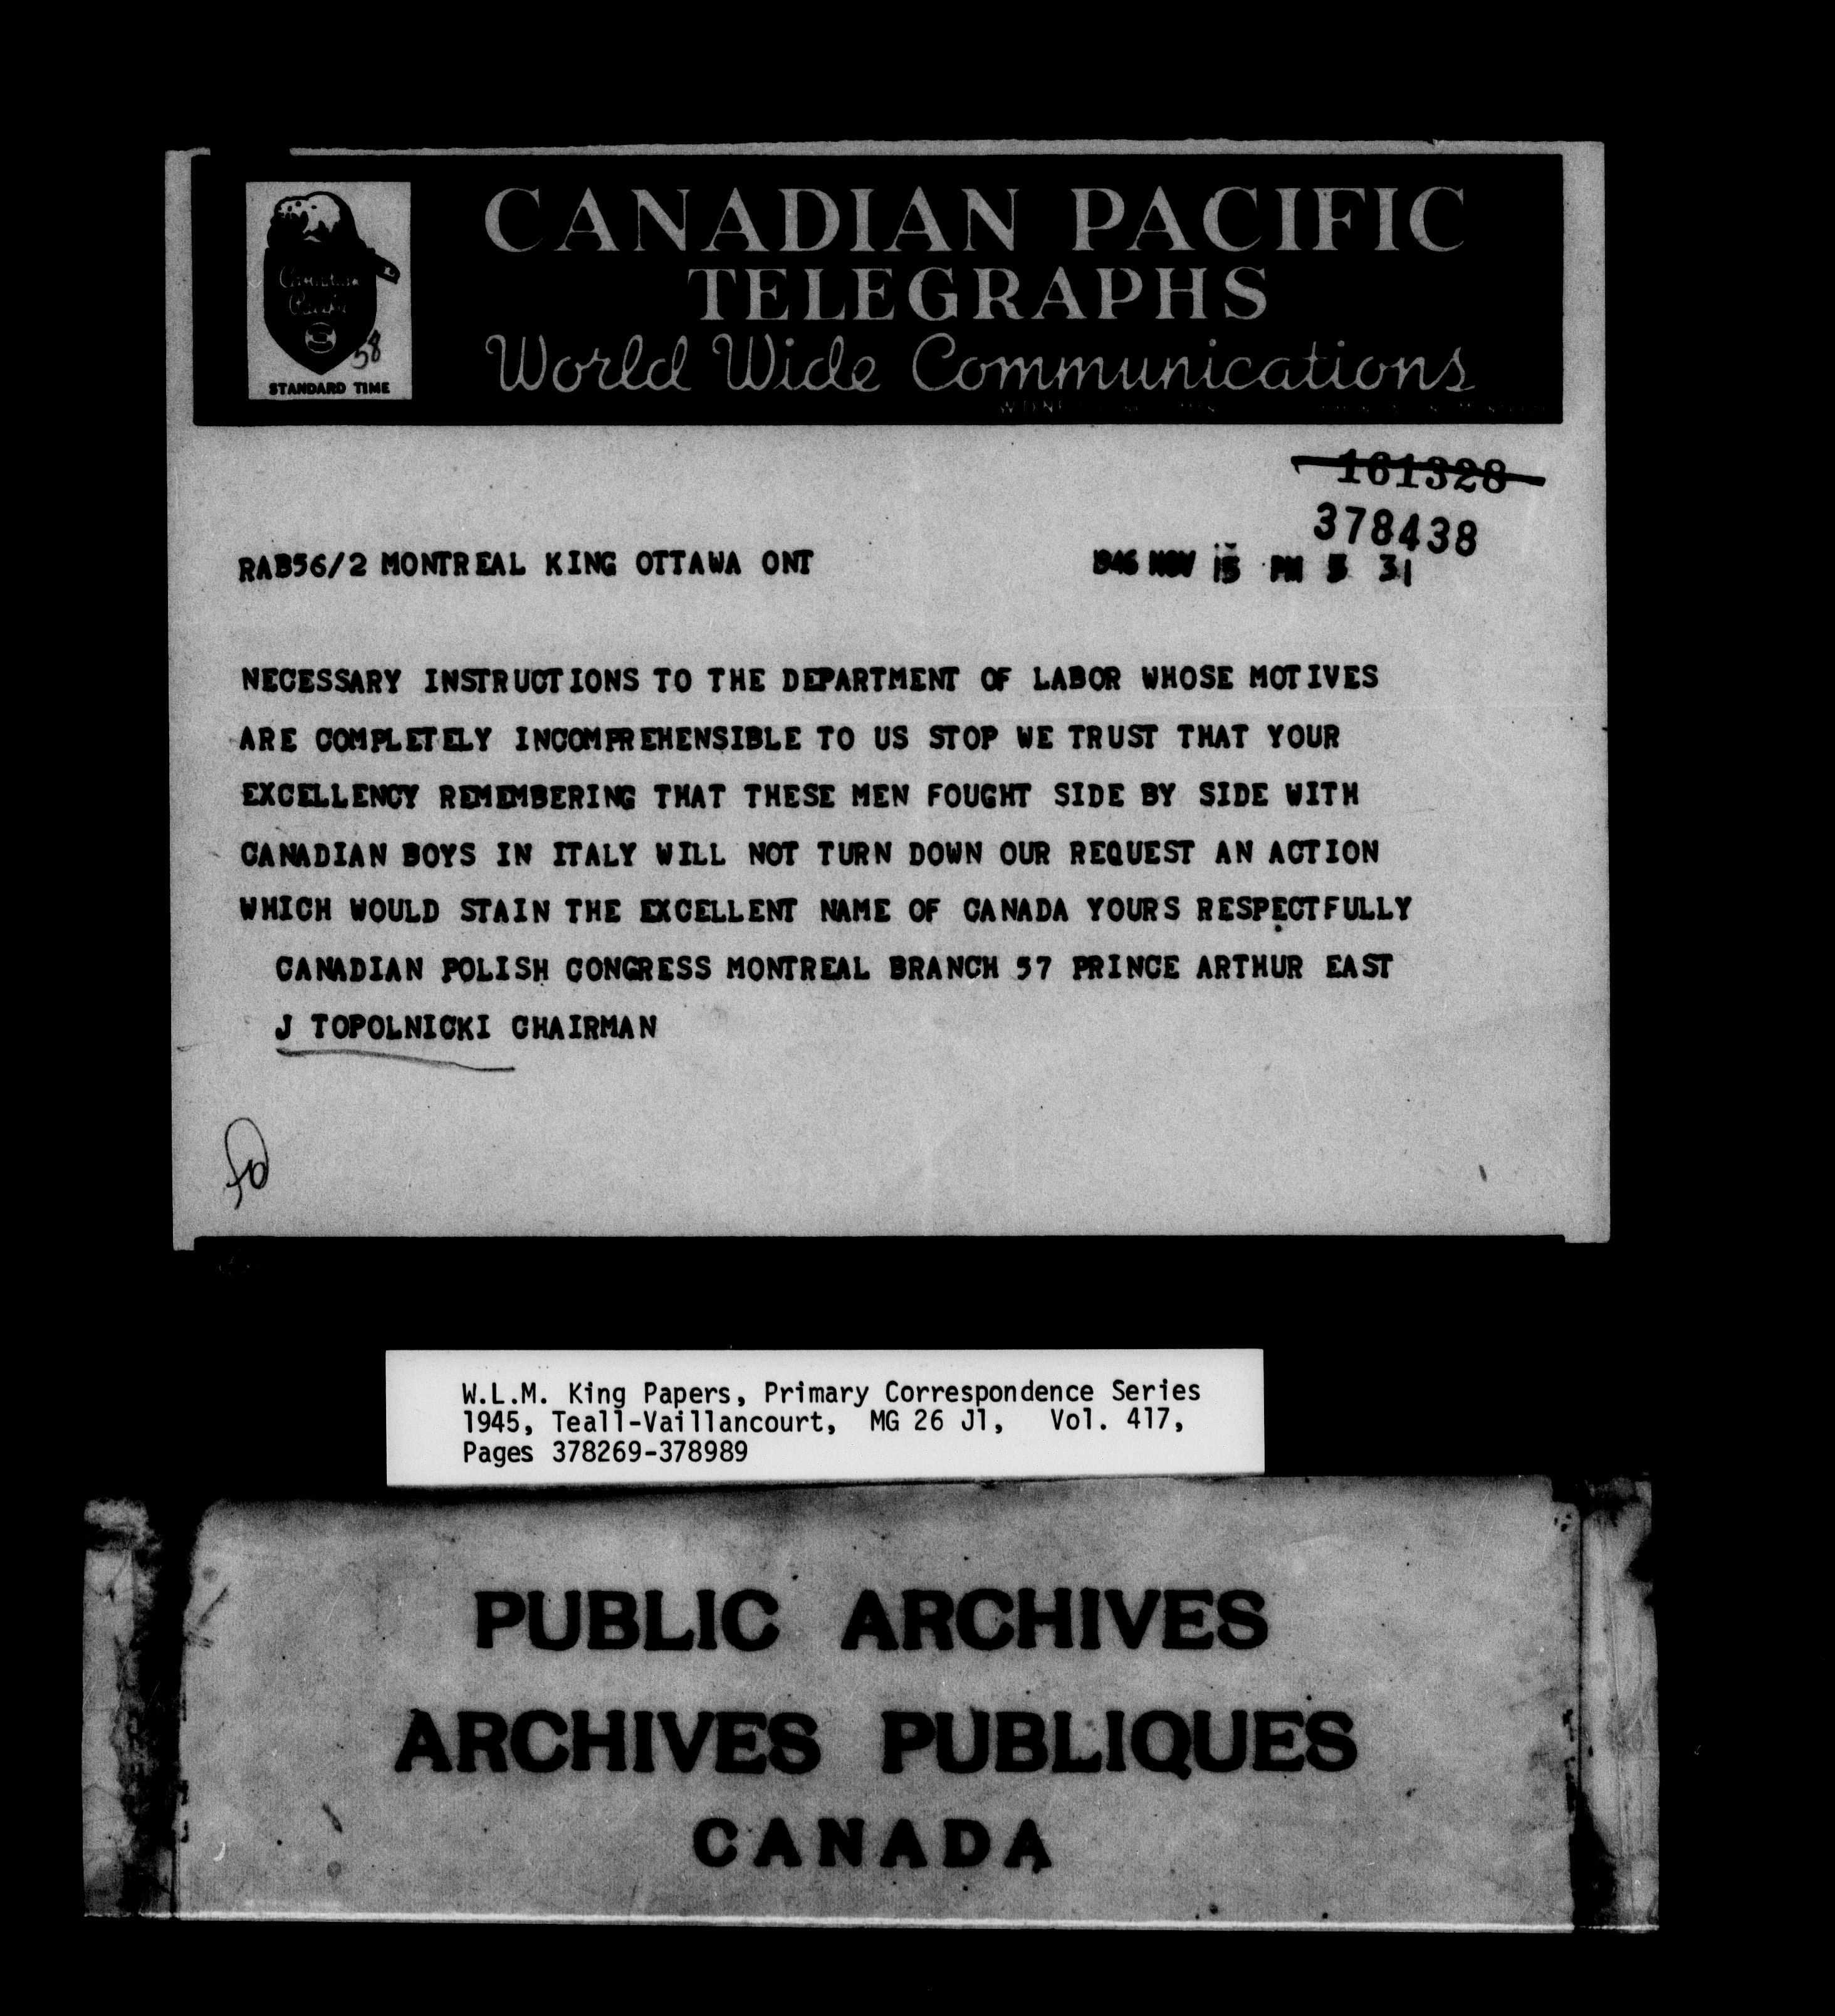 CANADIAN PACIFIC
TELEGRAPHS
World Wide Communications
Canadian
Pacific
58
STANDARD TIME
161328
378438
RAB56/2 MONTREAL KING OTTAWA ONT
1946 NOV 15 PM 5 31
NECESSARY INSTRUCTIONS TO THE DEPARTMENT OF LABOR WHOSE MOTIVES
ARE COMPLETELY INCOMPREHENSIBLE TO US STOP WE TRUST THAT YOUR
EXCELLENCY REMEMBERING THAT THESE MEN FOUGHT SIDE BY SIDE WITH
CANADIAN BOYS IN ITALY WILL NOT TURN DOWN OUR REQUEST AN ACTION
WHICH WOULD STAIN THE EXCELLENT NAME OF CANADA YOURS RESPECTFULLY
CANADIAN POLISH CONGRESS MONTREAL BRANCH 57 PRINCE ARTHUR EAST
J TOPOLNICKI CHAIRMAN
W.L.M. King Papers, Primary Correspondence Series
1945, Teall-Vaillancourt, MG 26 J1, Vol. 417,
Pages 378269-378989
PUBLIC ARCHIVES
ARCHIVES PUBLIQUES
CANADA